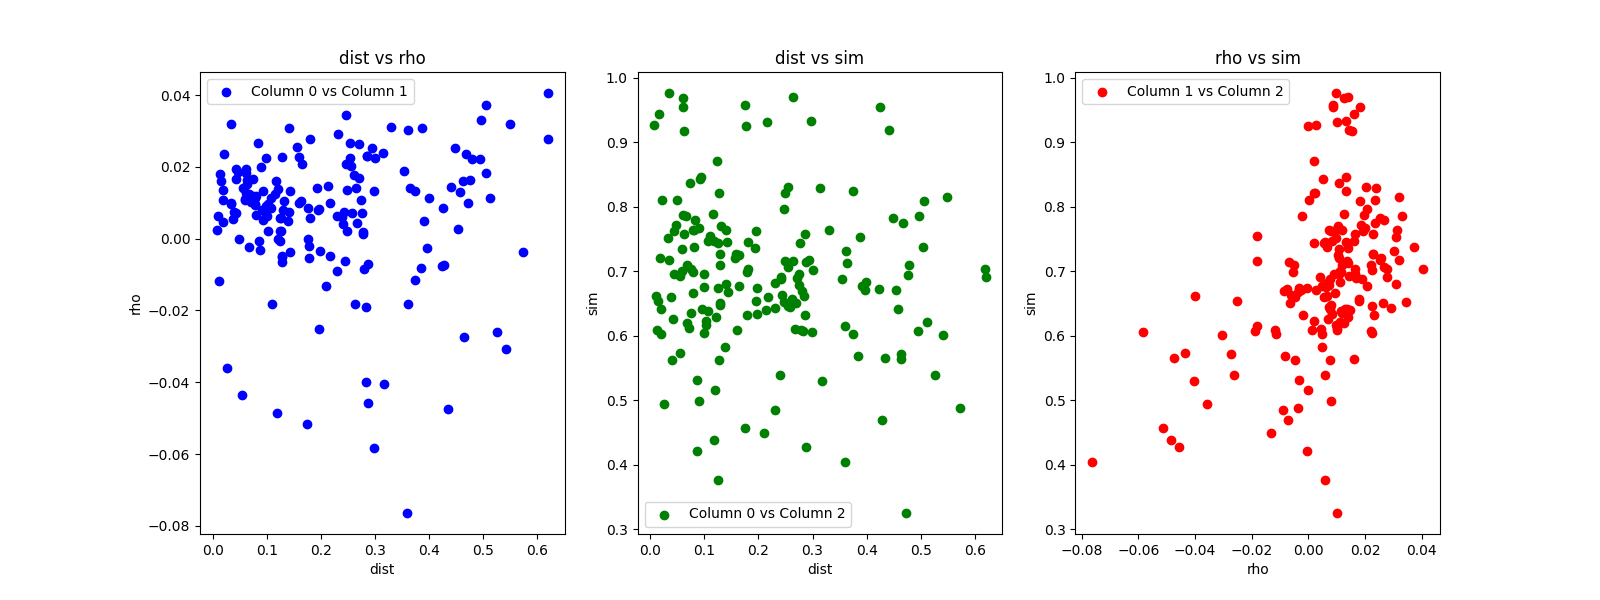 dist vs rho
Column 0 vs Column 1
rho
0.04
0.02
0.00
−0.02
−0.04
−0.06
−0.08
0.0 0.1 0.2 0.3 0.4 0.5 0.6
dist
dist vs sim
Column 0 vs Column 2
sim
1.0
0.9
0.8
0.7
0.6
0.5
0.4
0.3
0.0 0.1 0.2 0.3 0.4 0.5 0.6
dist
rho vs sim
Column 1 vs Column 2
sim
1.0
0.9
0.8
0.7
0.6
0.5
0.4
0.3
−0.08 −0.06 −0.04 −0.02 0.00 0.02 0.04
rho